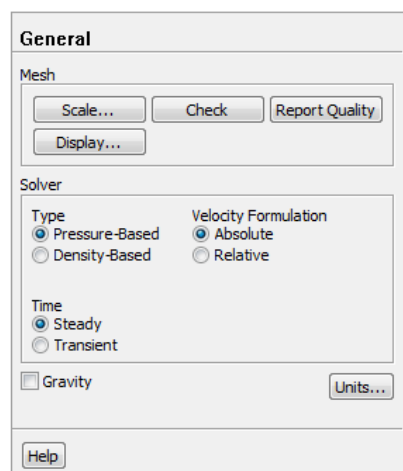 General
Mesh
Scale... Check Report Quality
Display...
Solver
Type Velocity Formulation
Pressure-Based Absolute
Density-Based Relative
Time
Steady
Transient
Gravity Units...
Help